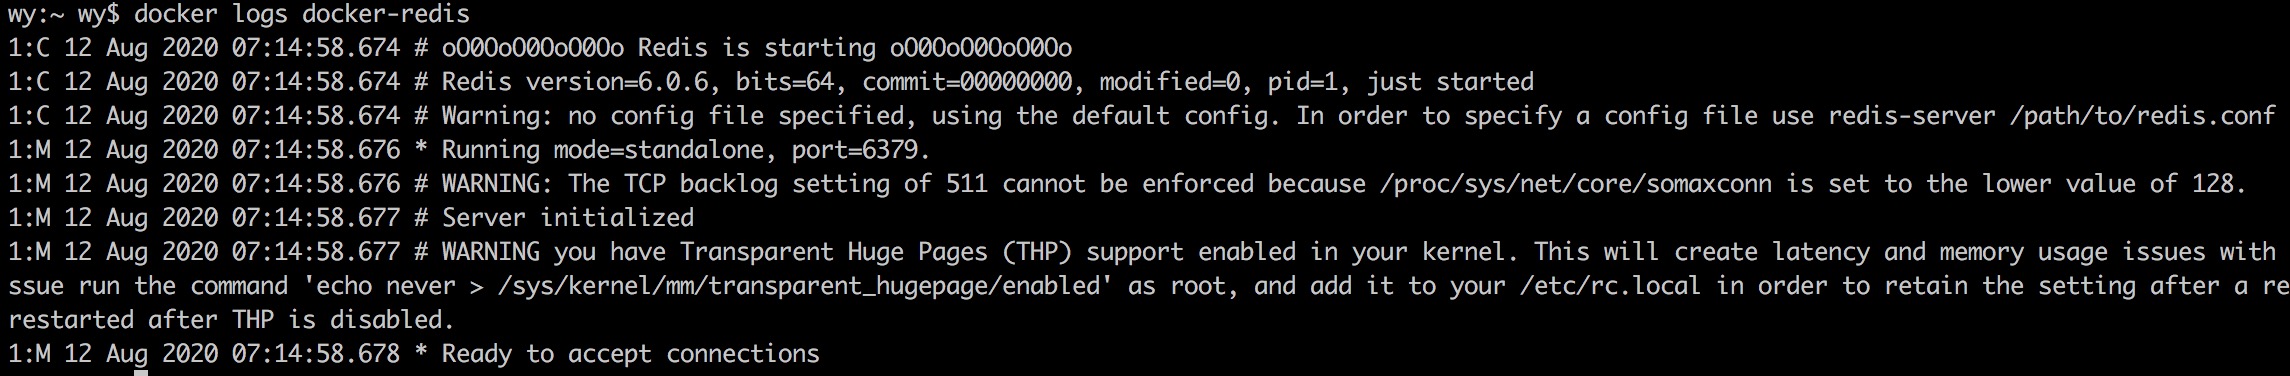 wy:~ wy$ docker logs docker-redis
1:C 12 Aug 2020 07:14:58.674 # oO0OoO0OoO0Oo Redis is starting oO0OoO0OoO0Oo
1:C 12 Aug 2020 07:14:58.674 # Redis version=6.0.6, bits=64, commit=00000000, modified=0, pid=1, just started
1:C 12 Aug 2020 07:14:58.674 # Warning: no config file specified, using the default config. In order to specify a config file use redis-server /path/to/redis.conf
1:M 12 Aug 2020 07:14:58.676 * Running mode=standalone, port=6379.
1:M 12 Aug 2020 07:14:58.676 # WARNING: The TCP backlog setting of 511 cannot be enforced because /proc/sys/net/core/somaxconn is set to the lower value of 128.
1:M 12 Aug 2020 07:14:58.677 # Server initialized
1:M 12 Aug 2020 07:14:58.677 # WARNING you have Transparent Huge Pages (THP) support enabled in your kernel. This will create latency and memory usage issues with
ssue run the command 'echo never > /sys/kernel/mm/transparent_hugepage/enabled' as root, and add it to your /etc/rc.local in order to retain the setting after a re
restarted after THP is disabled.
1:M 12 Aug 2020 07:14:58.678 * Ready to accept connections